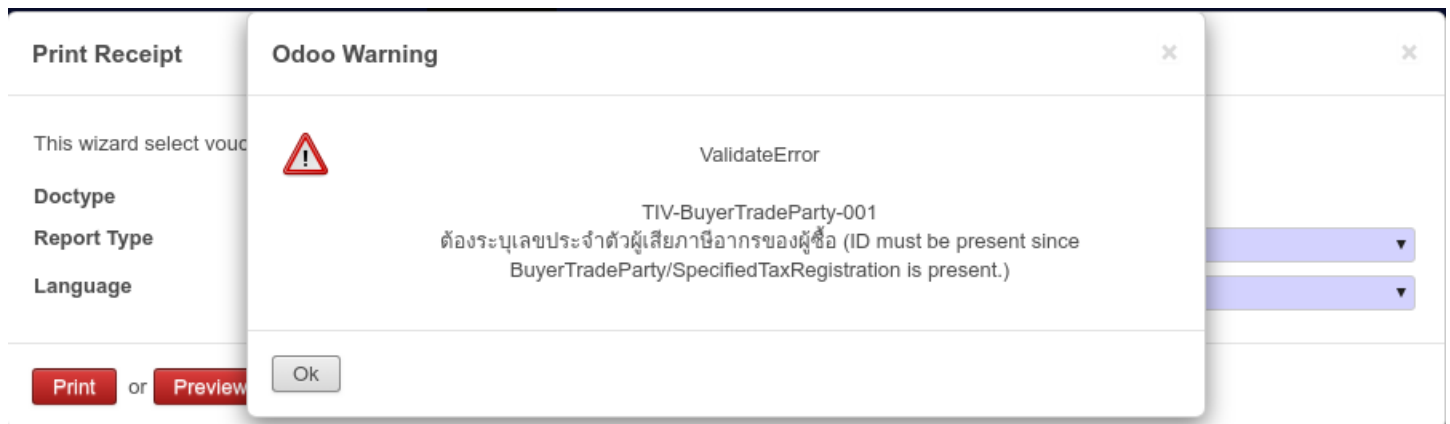 Print Receipt
Odoo Warning
×
×
This wizard select
ValidateError
Doctype
TIV-BuyerTradeParty-001
Report Type
ต้องระบุเลขประจำตัวผู้เสียภาษีอากรของผู้ซื้อ (ID must be present since
BuyerTradeParty/SpecifiedTaxRegistration is present.)
Language
Ok
Print or Preview